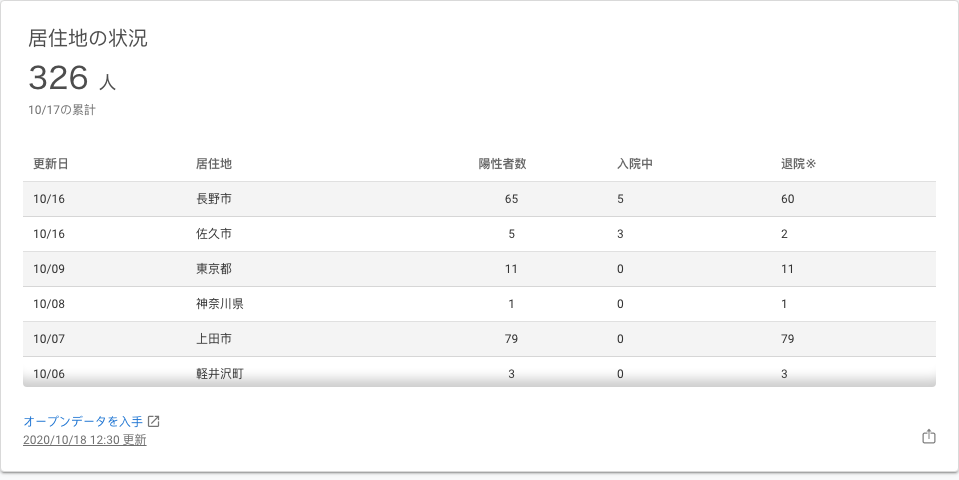 居住地の状況
326 人
10/17の累計
更新日 居住地 陽性者数 入院中 退院※
10/16 長野市 65 5 60
10/16 佐久市 5 3 2
10/09 東京都 11 0 11
10/08 神奈川県 1 0 1
10/07 上田市 79 0 79
10/06 軽井沢町 3 0 3
オープンデータを入手
2020/10/18 12:30 更新